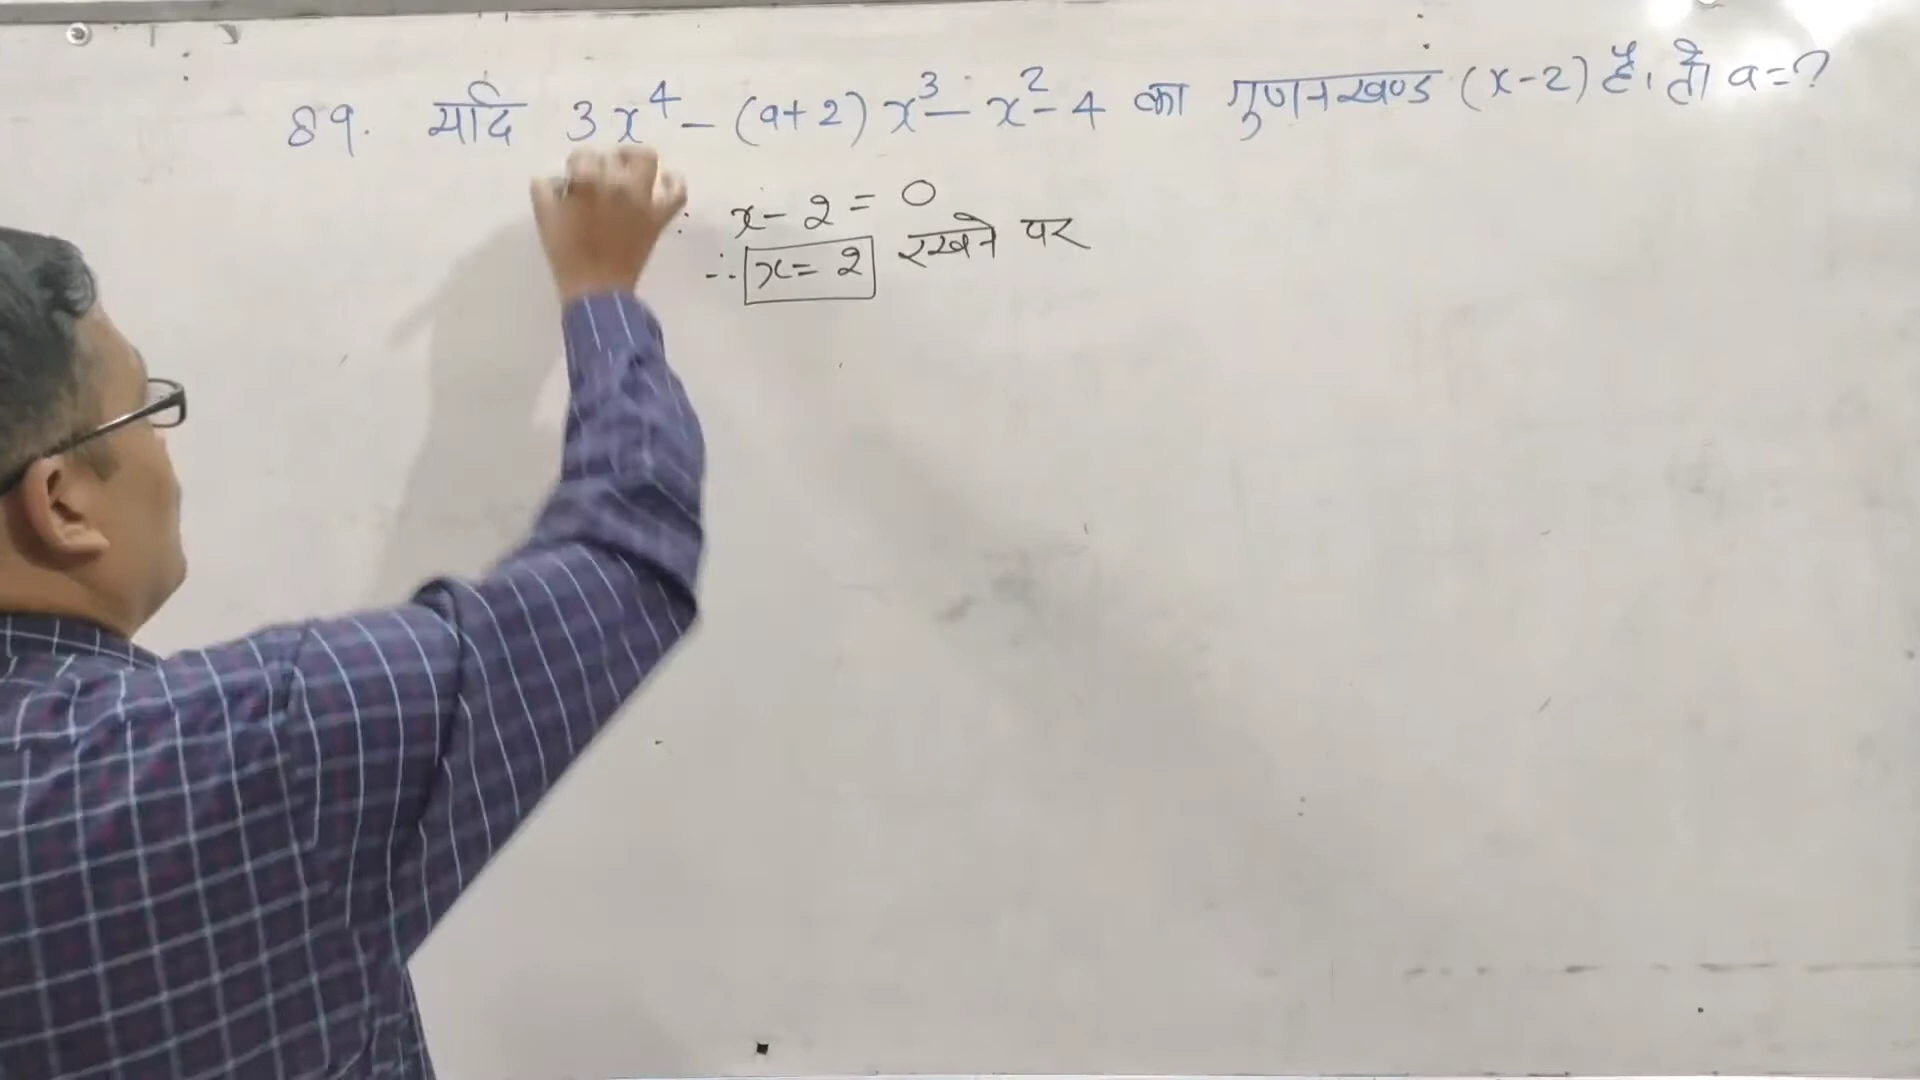 89. यदि 3x⁴ - (a+2) x³ - x² - 4 का गुणनखण्ड (x-2) है, तो a=?
∵ x - 2 = 0
∴ x = 2 रखने पर